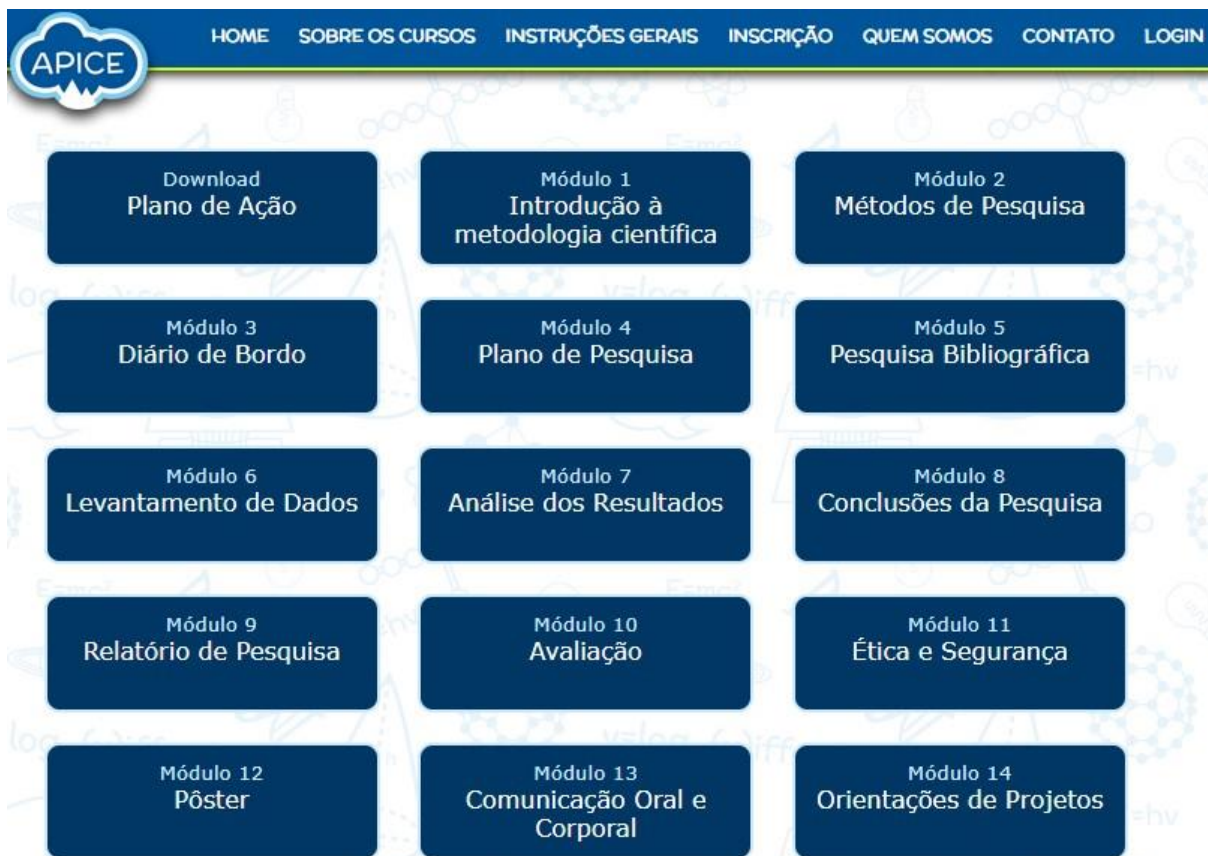 APICE
HOME SOBRE OS CURSOS INSTRUÇÕES GERAIS INSCRIÇÃO QUEM SOMOS CONTATO LOGIN
Download
Plano de Ação
Módulo 1
Introdução à
metodologia científica
Módulo 2
Métodos de Pesquisa
Módulo 3
Diário de Bordo
Módulo 4
Plano de Pesquisa
Módulo 5
Pesquisa Bibliográfica
Módulo 6
Levantamento de Dados
Módulo 7
Análise dos Resultados
Módulo 8
Conclusões da Pesquisa
Módulo 9
Relatório de Pesquisa
Módulo 10
Avaliação
Módulo 11
Ética e Segurança
Módulo 12
Pôster
Módulo 13
Comunicação Oral e
Corporal
Módulo 14
Orientações de Projetos